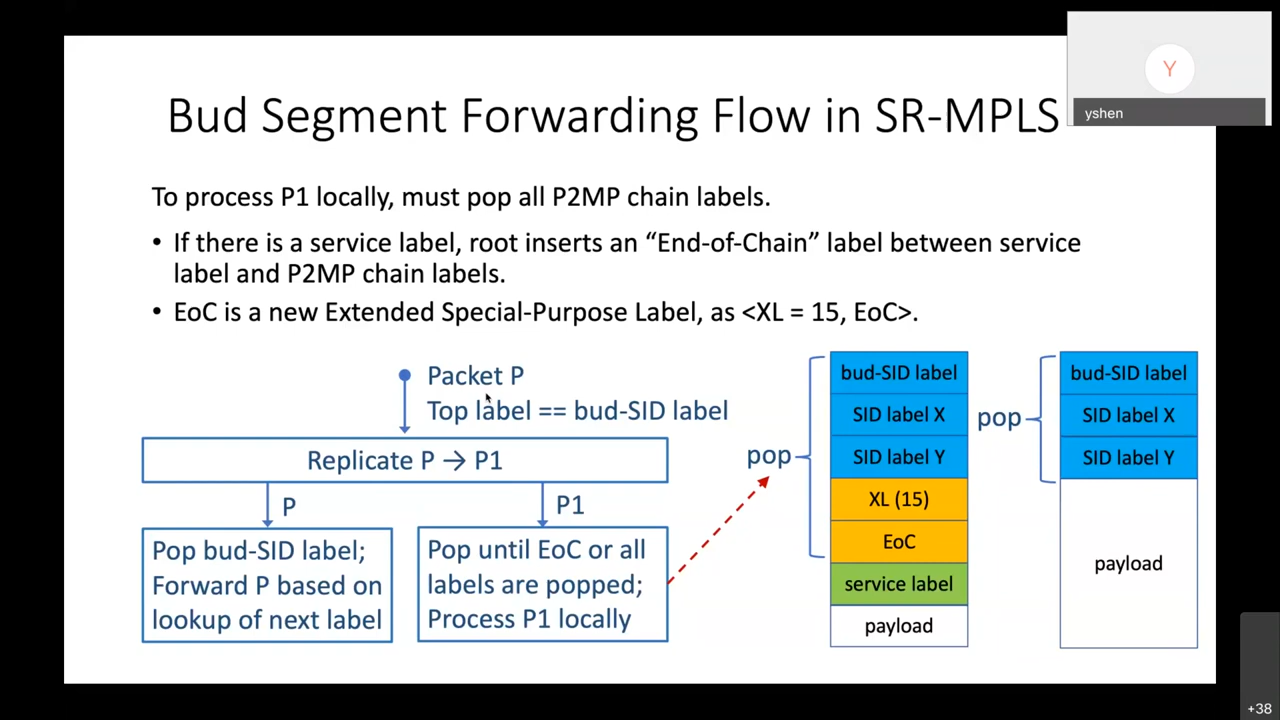 Y
yshen
Bud Segment Forwarding Flow in SR-MPLS
To process P1 locally, must pop all P2MP chain labels.
• If there is a service label, root inserts an “End-of-Chain” label between service
label and P2MP chain labels.
• EoC is a new Extended Special-Purpose Label, as <XL = 15, EoC>.
Packet P
Top label == bud-SID label
Replicate P → P1
P
P1
Pop bud-SID label;
Forward P based on
lookup of next label
Pop until EoC or all
labels are popped;
Process P1 locally
pop
bud-SID label
SID label X
SID label Y
XL (15)
EoC
service label
payload
pop
bud-SID label
SID label X
SID label Y
payload
+38